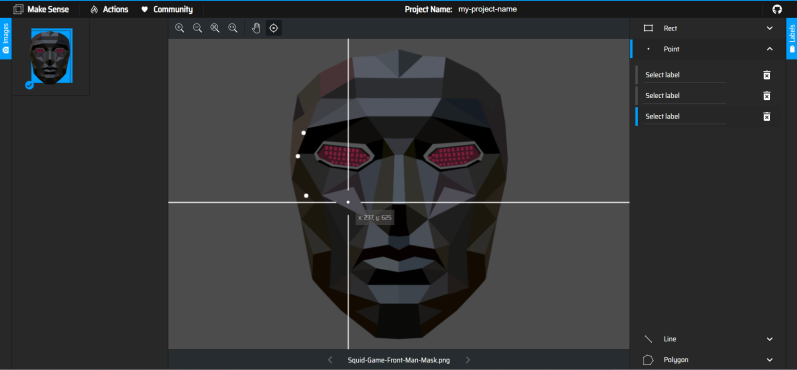 Make Sense
Actions
Community
Project Name: my-project-name
Images
Labels
Rect
Point
Select label
Select label
Select label
x: 237, y: 625
Line
Polygon
Squid-Game-Front-Man-Mask.png